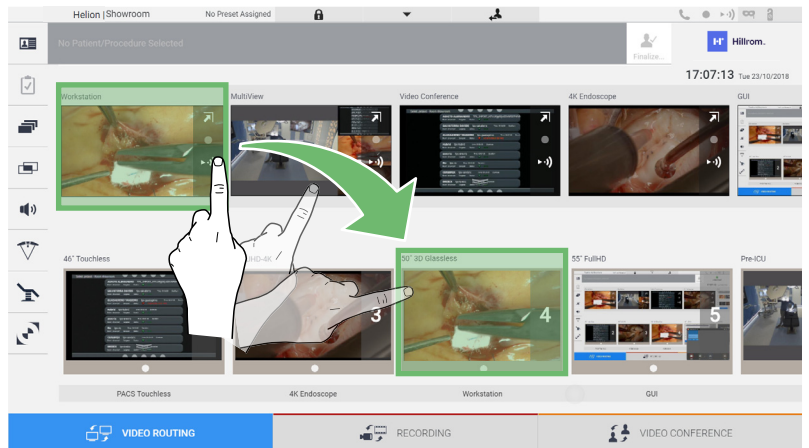 Helion | Showroom No Preset Assigned
No Patient/Procedure Selected Finalize... H Hillrom.
17:07:13 Tue 23/10/2018
Workstation MultiView Video Conference 4K Endoscope GUI
46" Touchless HD-4K 50" 3D Glassless 55" FullHD Pre-ICU
3 4 5
PACS Touchless 4K Endoscope Workstation GUI
VIDEO ROUTING RECORDING VIDEO CONFERENCE